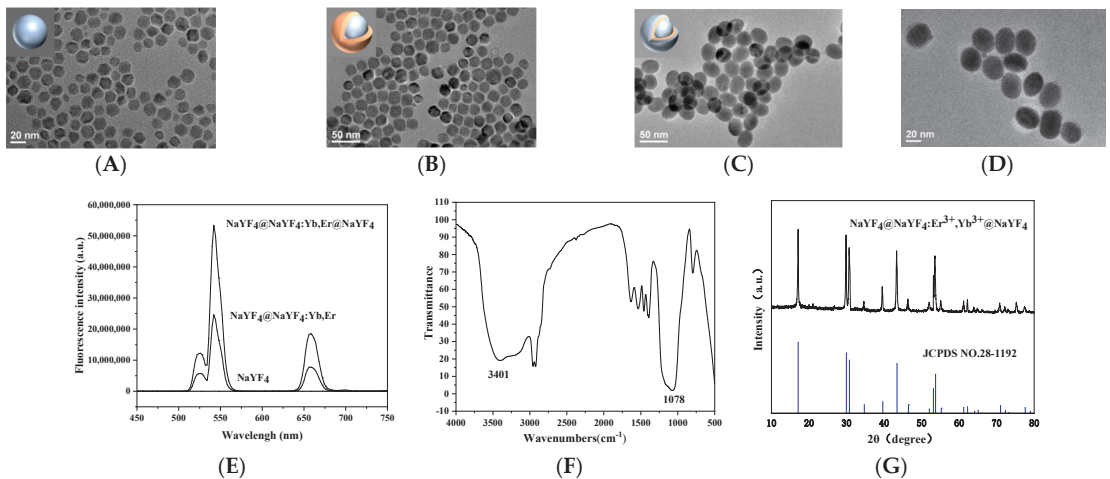 20 nm
50 nm
50 nm
20 nm
(A)
(B)
(C)
(D)
60,000,000
50,000,000
40,000,000
30,000,000
20,000,000
10,000,000
0
Fluorescence intensity (a.u.)
NaYF4@NaYF4:Yb,Er@NaYF4
NaYF4@NaYF4:Yb,Er
NaYF4
450 500 550 600 650 700 750
Wavelengh (nm)
(E)
110
100
90
80
70
60
50
40
30
20
10
0
-10
Transmittance
3401
1078
4000 3500 3000 2500 2000 1500 1000 500
Wavenumbers(cm-1)
(F)
Intensity (a.u.)
NaYF4@NaYF4:Er3+,Yb3+@NaYF4
JCPDS NO.28-1192
10 20 30 40 50 60 70 80
2θ (degree)
(G)